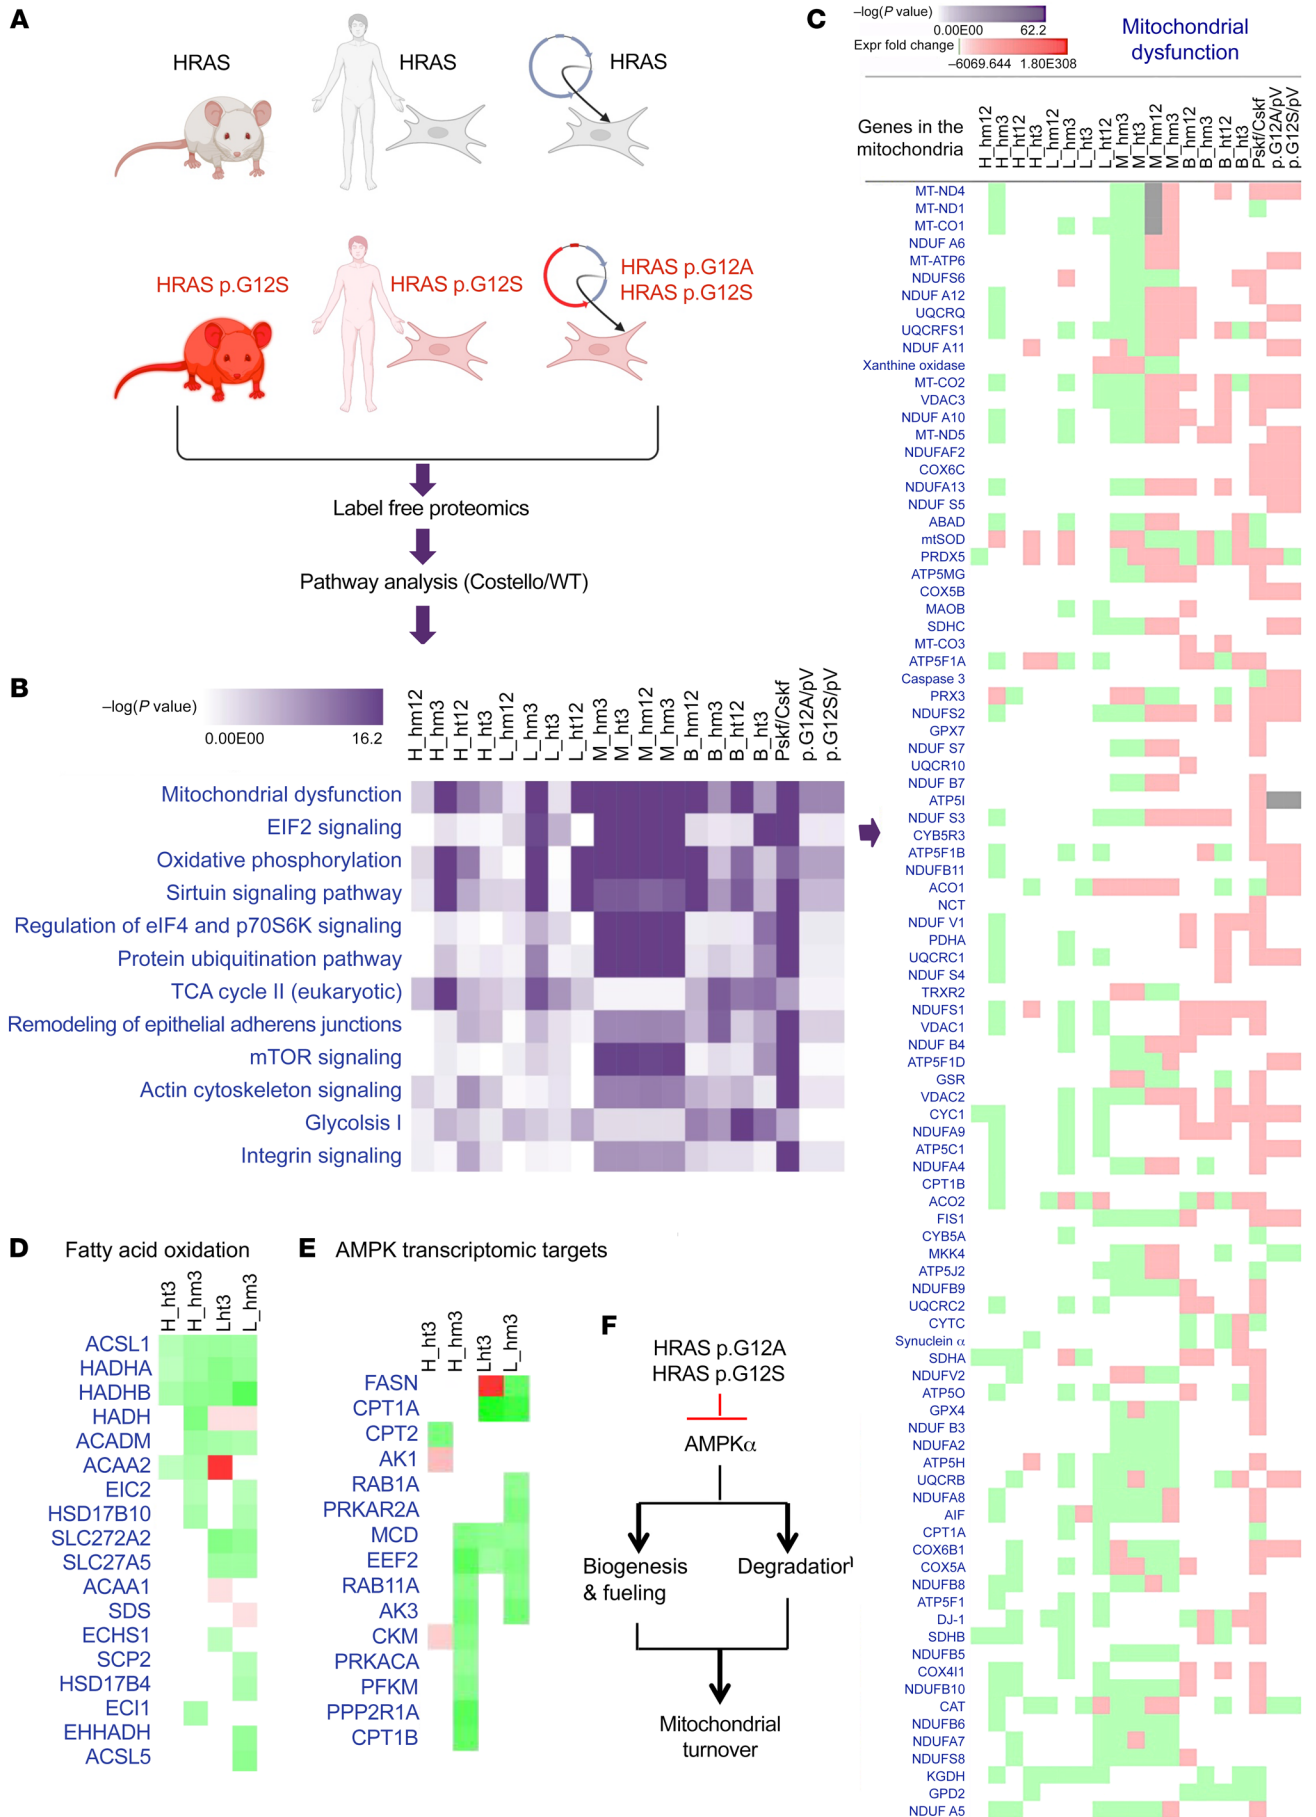 A
HRAS
HRAS
HRAS
HRAS p.G12S
HRAS p.G12S
HRAS p.G12A
HRAS p.G12S
Label free proteomics
Pathway analysis (Costello/WT)
B
–log(P value)
0.00E00
16.2
H_hm12
H_hm3
H_ht12
H_ht3
L_hm12
L_hm3
L_ht3
L_ht12
M_hm3
M_ht3
M_hm12
M_hm3
B_hm12
B_hm3
B_ht12
B_ht3
Pskf/Cskf
p.G12A/pV
p.G12S/pV
Mitochondrial dysfunction
EIF2 signaling
Oxidative phosphorylation
Sirtuin signaling pathway
Regulation of eIF4 and p70S6K signaling
Protein ubiquitination pathway
TCA cycle II (eukaryotic)
Remodeling of epithelial adherens junctions
mTOR signaling
Actin cytoskeleton signaling
Glycolsis I
Integrin signaling
C
–log(P value)
0.00E00
62.2
Expr fold change
–6069.644
1.80E308
Mitochondrial
dysfunction
Genes in the
mitochondria
H_hm12
H_hm3
H_ht12
H_ht3
L_hm12
L_hm3
L_ht3
L_ht12
M_hm3
M_ht3
M_hm12
M_hm3
B_hm12
B_hm3
B_ht12
B_ht3
Pskf/Cskf
p.G12A/pV
p.G12S/pV
MT-ND4
MT-ND1
MT-CO1
NDUF A6
MT-ATP6
NDUFS6
NDUF A12
UQCRQ
UQCRFS1
NDUF A11
Xanthine oxidase
MT-CO2
VDAC3
NDUF A10
MT-ND5
NDUFAF2
COX6C
NDUFA13
NDUF S5
ABAD
mtSOD
PRDX5
ATP5MG
COX5B
MAOB
SDHC
MT-CO3
ATP5F1A
Caspase 3
PRX3
NDUFS2
GPX7
NDUF S7
UQCR10
NDUF B7
ATP5I
NDUF S3
CYB5R3
ATP5F1B
NDUFB11
ACO1
NCT
NDUF V1
PDHA
UQCRC1
NDUF S4
TRXR2
NDUFS1
VDAC1
NDUF B4
ATP5F1D
GSR
VDAC2
CYC1
NDUFA9
ATP5C1
NDUFA4
CPT1B
ACO2
FIS1
CYB5A
MKK4
ATP5J2
NDUFB9
UQCRC2
CYTC
Synuclein α
SDHA
NDUFV2
ATP5O
GPX4
NDUF B3
NDUFA2
ATP5H
UQCRB
NDUFA8
AIF
CPT1A
COX6B1
COX5A
NDUFB8
ATP5F1
DJ-1
SDHB
NDUFB5
COX4I1
NDUFB10
CAT
NDUFB6
NDUFA7
NDUFS8
KGDH
GPD2
NDUF A5
D
Fatty acid oxidation
H_ht3
H_hm3
Lht3
L_hm3
ACSL1
HADHA
HADHB
HADH
ACADM
ACAA2
EIC2
HSD17B10
SLC272A2
SLC27A5
ACAA1
SDS
ECHS1
SCP2
HSD17B4
ECI1
EHHADH
ACSL5
E
AMPK transcriptomic targets
H_ht3
H_hm3
Lht3
L_hm3
FASN
CPT1A
CPT2
AK1
RAB1A
PRKAR2A
MCD
EEF2
RAB11A
AK3
CKM
PRKACA
PFKM
PPP2R1A
CPT1B
F
HRAS p.G12A
HRAS p.G12S
AMPKα
Biogenesis
& fueling
Degradation
Mitochondrial
turnover